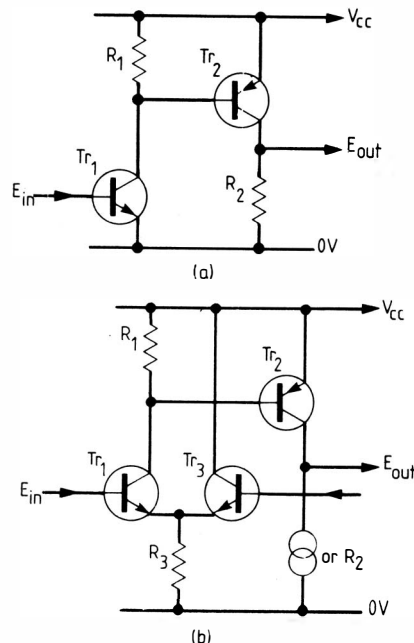 Vcc
R1
Tr2
Tr1
Eout
R2
Ein
0V
(a)
Vcc
R1
Tr2
Tr1
Tr3
Eout
Ein
R3
or R2
0V
(b)